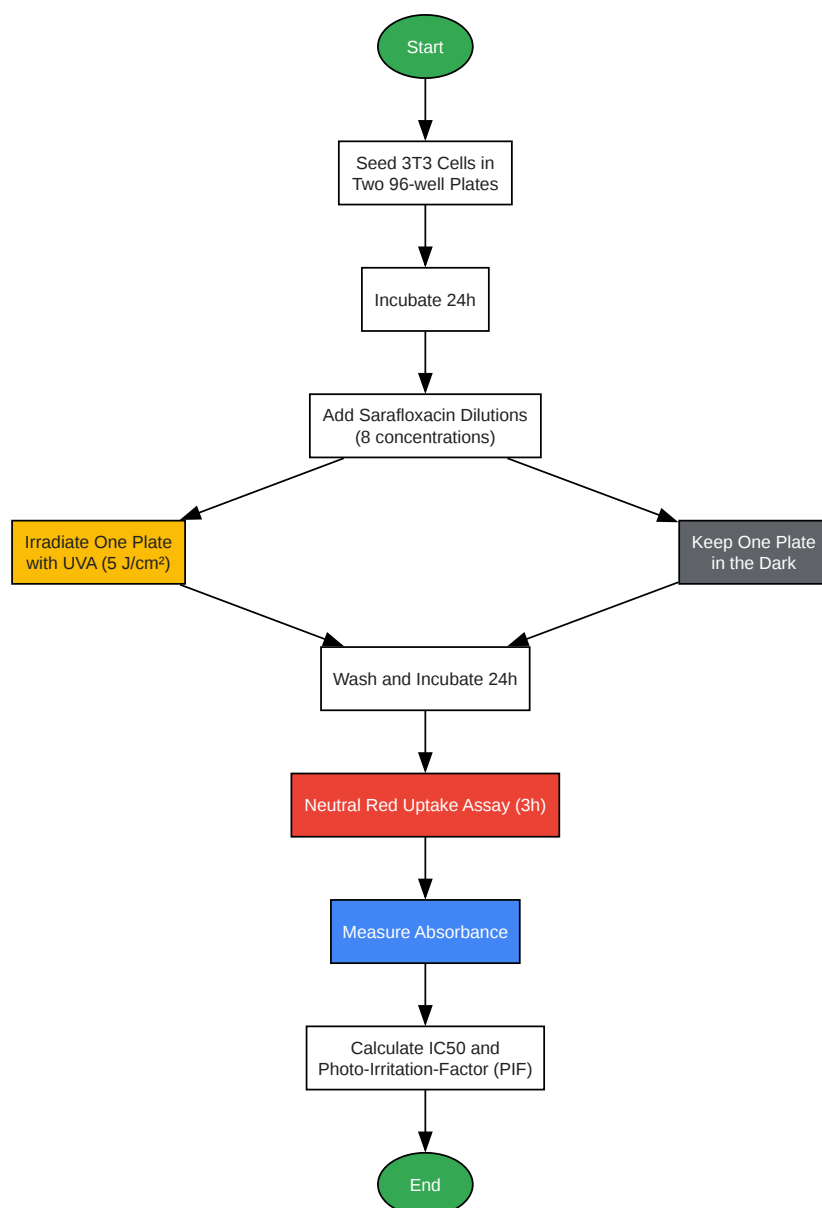 Start
Seed 3T3 Cells in
Two 96-well Plates
Incubate 24h
Add Sarafloxacin Dilutions
(8 concentrations)
Irradiate One Plate
with UVA (5 J/cm²)
Keep One Plate
in the Dark
Wash and Incubate 24h
Neutral Red Uptake Assay (3h)
Measure Absorbance
Calculate IC50 and
Photo-Irritation-Factor (PIF)
End